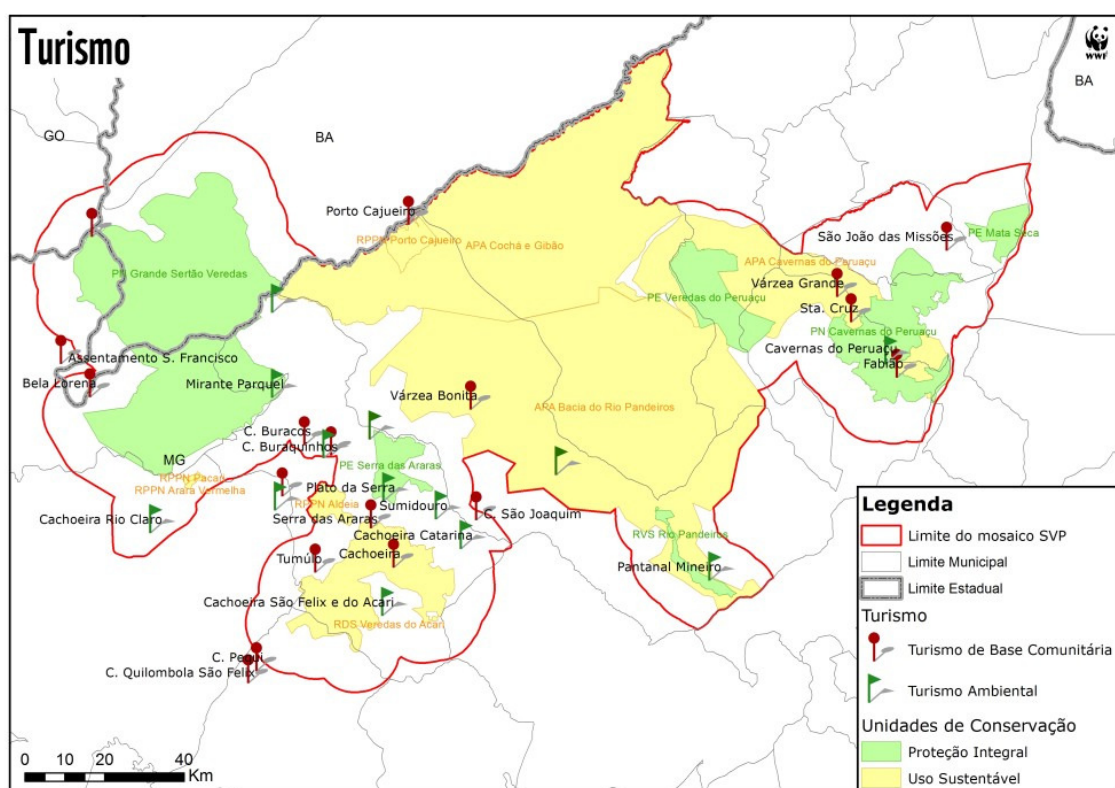 Turismo
WWF
GO
BA
BA
Porto Cajueiro
RPPN Porto Cajueiro
APA Cochá e Gibão
São João das Missões
PE Mata Seca
APA Cavernas do Peruaçu
PN Grande Sertão Veredas
Várzea Grande
PE Veredas do Peruaçu
Sta. Cruz
PN Cavernas do Peruaçu
Cavernas do Peruaçu
Assentamento S. Francisco
Fabião
Bela Lorena
Mirante Parque
Várzea Bonita
APA Bacia do Rio Pandeiros
C. Buracos
C. Buraquinhos
MG
PE Serra das Araras
RPPN Pacari
RPPN Arara Vermelha
Plato da Serra
RPPN Aldeia
Sumidouro
Cachoeira Rio Claro
Serra das Araras
C. São Joaquim
Cachoeira Catarina
RVS Rio Pandeiros
Tumúlo
Cachoeira
Pantanal Mineiro
Cachoeira São Felix e do Acari
RDS Veredas do Acari
C. Pequi
C. Quilombola São Felix
0 10 20 40
Km
Legenda
Limite do mosaico SVP
Limite Municipal
Limite Estadual
Turismo
Turismo de Base Comunitária
Turismo Ambiental
Unidades de Conservação
Proteção Integral
Uso Sustentável